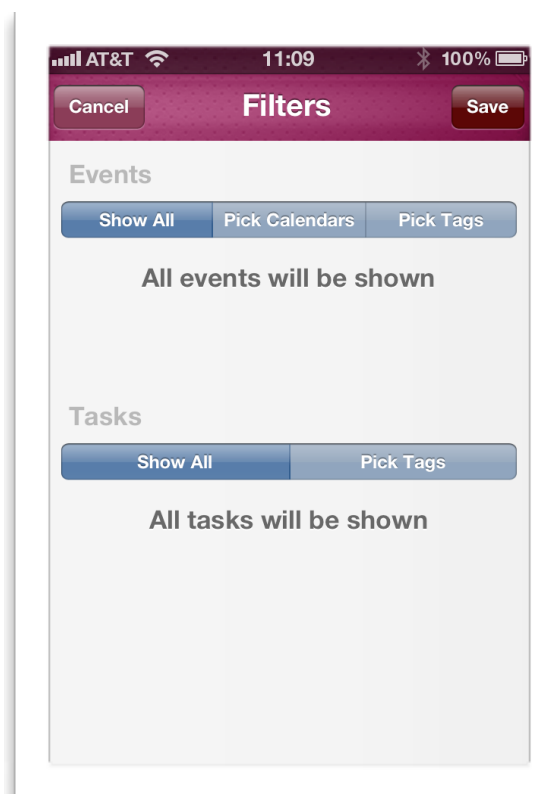 AT&T 11:09 100%
Cancel Filters Save
Events
Show All Pick Calendars Pick Tags
All events will be shown
Tasks
Show All Pick Tags
All tasks will be shown